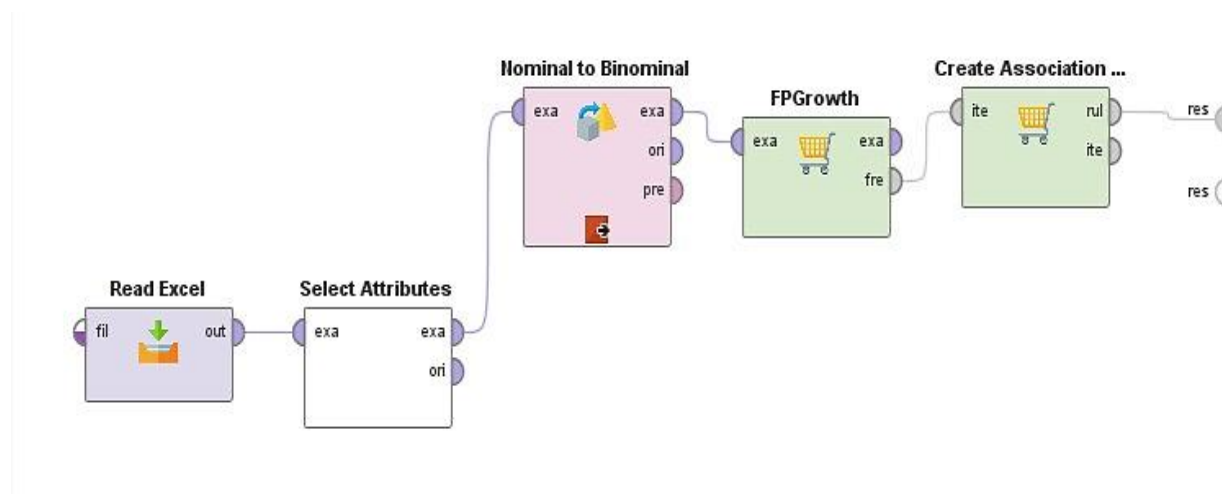 Nominal to Binominal
exa
exa
ori
pre
FPGrowth
exa
exa
fre
Create Association ...
ite
rul
ite
res
res
Read Excel
fil
out
Select Attributes
exa
exa
ori